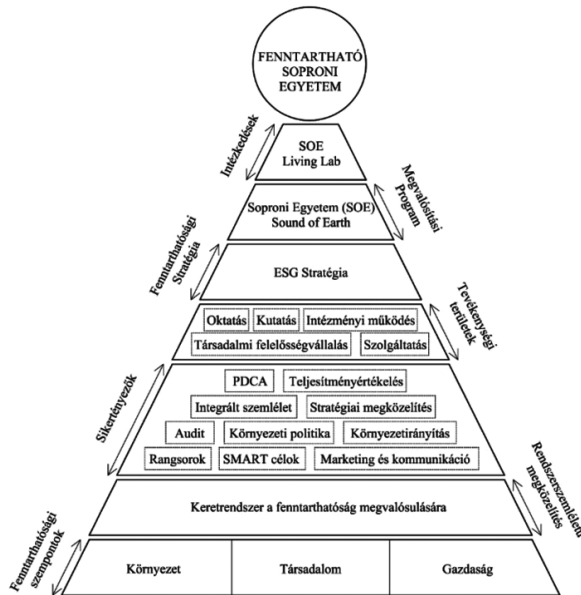 FENNTARTHATÓ
SOPRONI
EGYETEM
Intézkedések
SOE
Living Lab
Megvalósítási
Program
Soproni Egyetem (SOE)
Sound of Earth
Fenntarthatósági
Stratégia
ESG Stratégia
Tevékenységi
területek
Oktatás Kutatás Intézményi működés
Társadalmi felelősségvállalás Szolgáltatás
Sikertényezők
PDCA Teljesítményértékelés
Integrált szemlélet Stratégiai megközelítés
Audit Környezeti politika Környezetirányítás
Rangsorok SMART célok Marketing és kommunikáció
Rendszerszemléletű
megközelítés
Keretrendszer a fenntarthatóság megvalósulására
Fenntarthatósági
szempontok
Környezet Társadalom Gazdaság